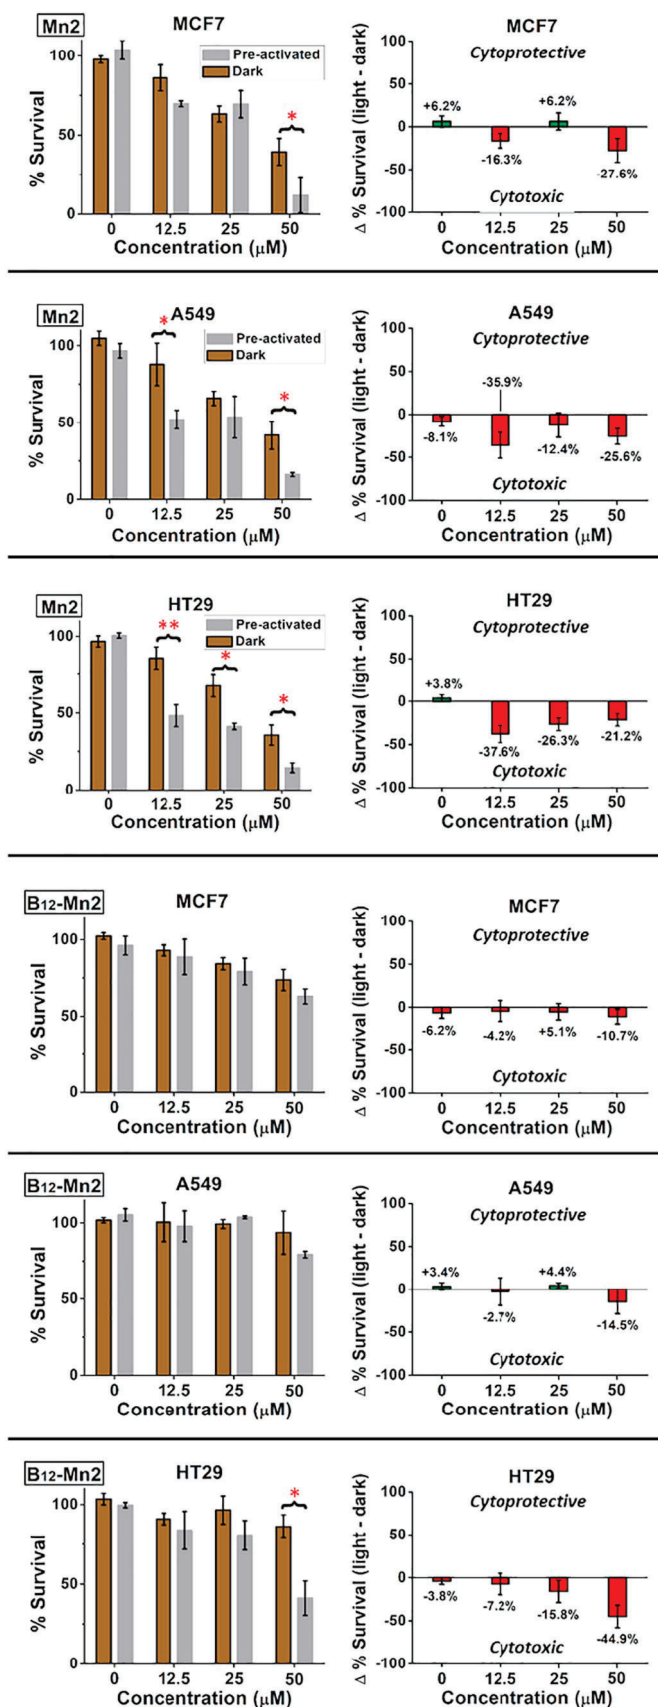 Mn2
MCF7
Pre-activated
Dark
*
% Survival
100
50
0
0 12.5 25 50
Concentration (µM)
MCF7
Cytoprotective
Δ % Survival (light - dark)
100
50
0
-50
-100
+6.2%
-16.3%
+6.2%
-27.6%
Cytotoxic
0 12.5 25 50
Concentration (µM)
Mn2
A549
Pre-activated
Dark
*
*
% Survival
100
50
0
0 12.5 25 50
Concentration (µM)
A549
Cytoprotective
Δ % Survival (light - dark)
100
50
0
-50
-100
-35.9%
-8.1%
-12.4%
-25.6%
Cytotoxic
0 12.5 25 50
Concentration (µM)
Mn2
HT29
Pre-activated
Dark
**
*
*
% Survival
100
50
0
0 12.5 25 50
Concentration (µM)
HT29
Cytoprotective
Δ % Survival (light - dark)
100
50
0
-50
-100
+3.8%
-37.6%
-26.3%
-21.2%
Cytotoxic
0 12.5 25 50
Concentration (µM)
B12-Mn2
MCF7
% Survival
100
50
0
0 12.5 25 50
Concentration (µM)
MCF7
Cytoprotective
Δ % Survival (light - dark)
100
50
0
-50
-100
-6.2%
-4.2%
+5.1%
-10.7%
Cytotoxic
0 12.5 25 50
Concentration (µM)
B12-Mn2
A549
% Survival
100
50
0
0 12.5 25 50
Concentration (µM)
A549
Cytoprotective
Δ % Survival (light - dark)
100
50
0
-50
-100
+3.4%
-2.7%
+4.4%
-14.5%
Cytotoxic
0 12.5 25 50
Concentration (µM)
B12-Mn2
HT29
*
% Survival
100
50
0
0 12.5 25 50
Concentration (µM)
HT29
Cytoprotective
Δ % Survival (light - dark)
100
50
0
-50
-100
-3.8%
-7.2%
-15.8%
-44.9%
Cytotoxic
0 12.5 25 50
Concentration (µM)